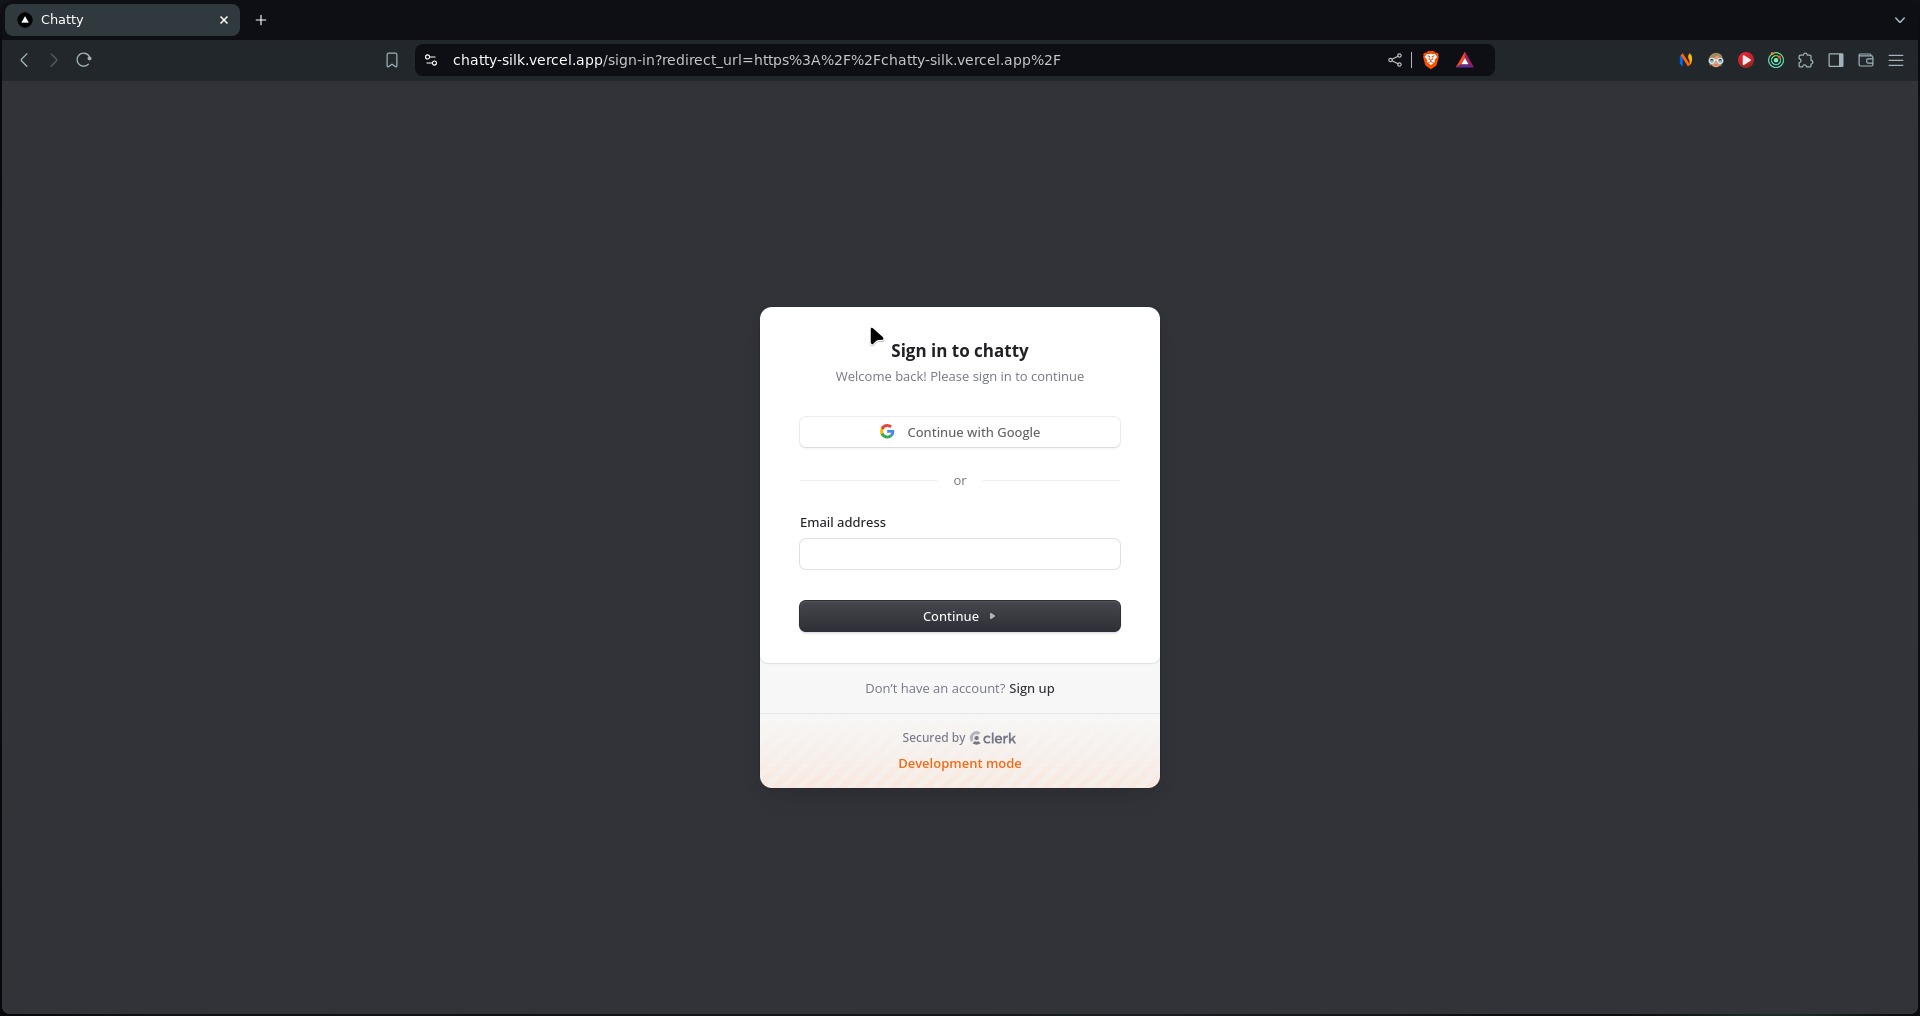 Chatty
chatty-silk.vercel.app/sign-in?redirect_url=https%3A%2F%2Fchatty-silk.vercel.app%2F
Sign in to chatty
Welcome back! Please sign in to continue
Continue with Google
or
Email address
Continue
Don't have an account? Sign up
Secured by clerk
Development mode